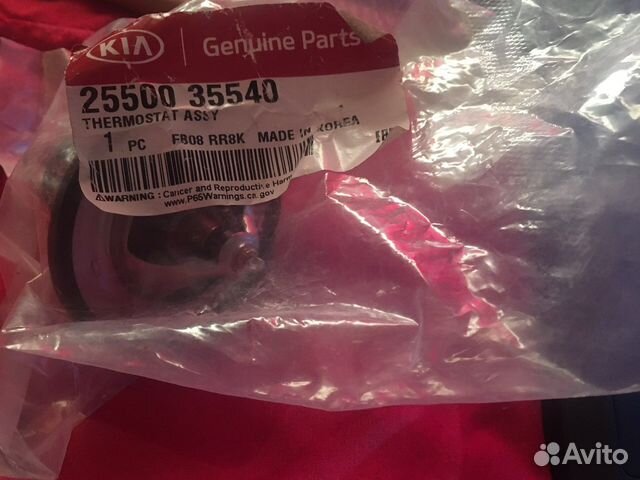 KIA Genuine Parts
25500 35540
THERMOSTAT ASSY
1 PC FB08 RR8K MADE IN KOREA
WARNING : Cancer and Reproductive Harm
www.P65Warnings.ca.gov
Avito